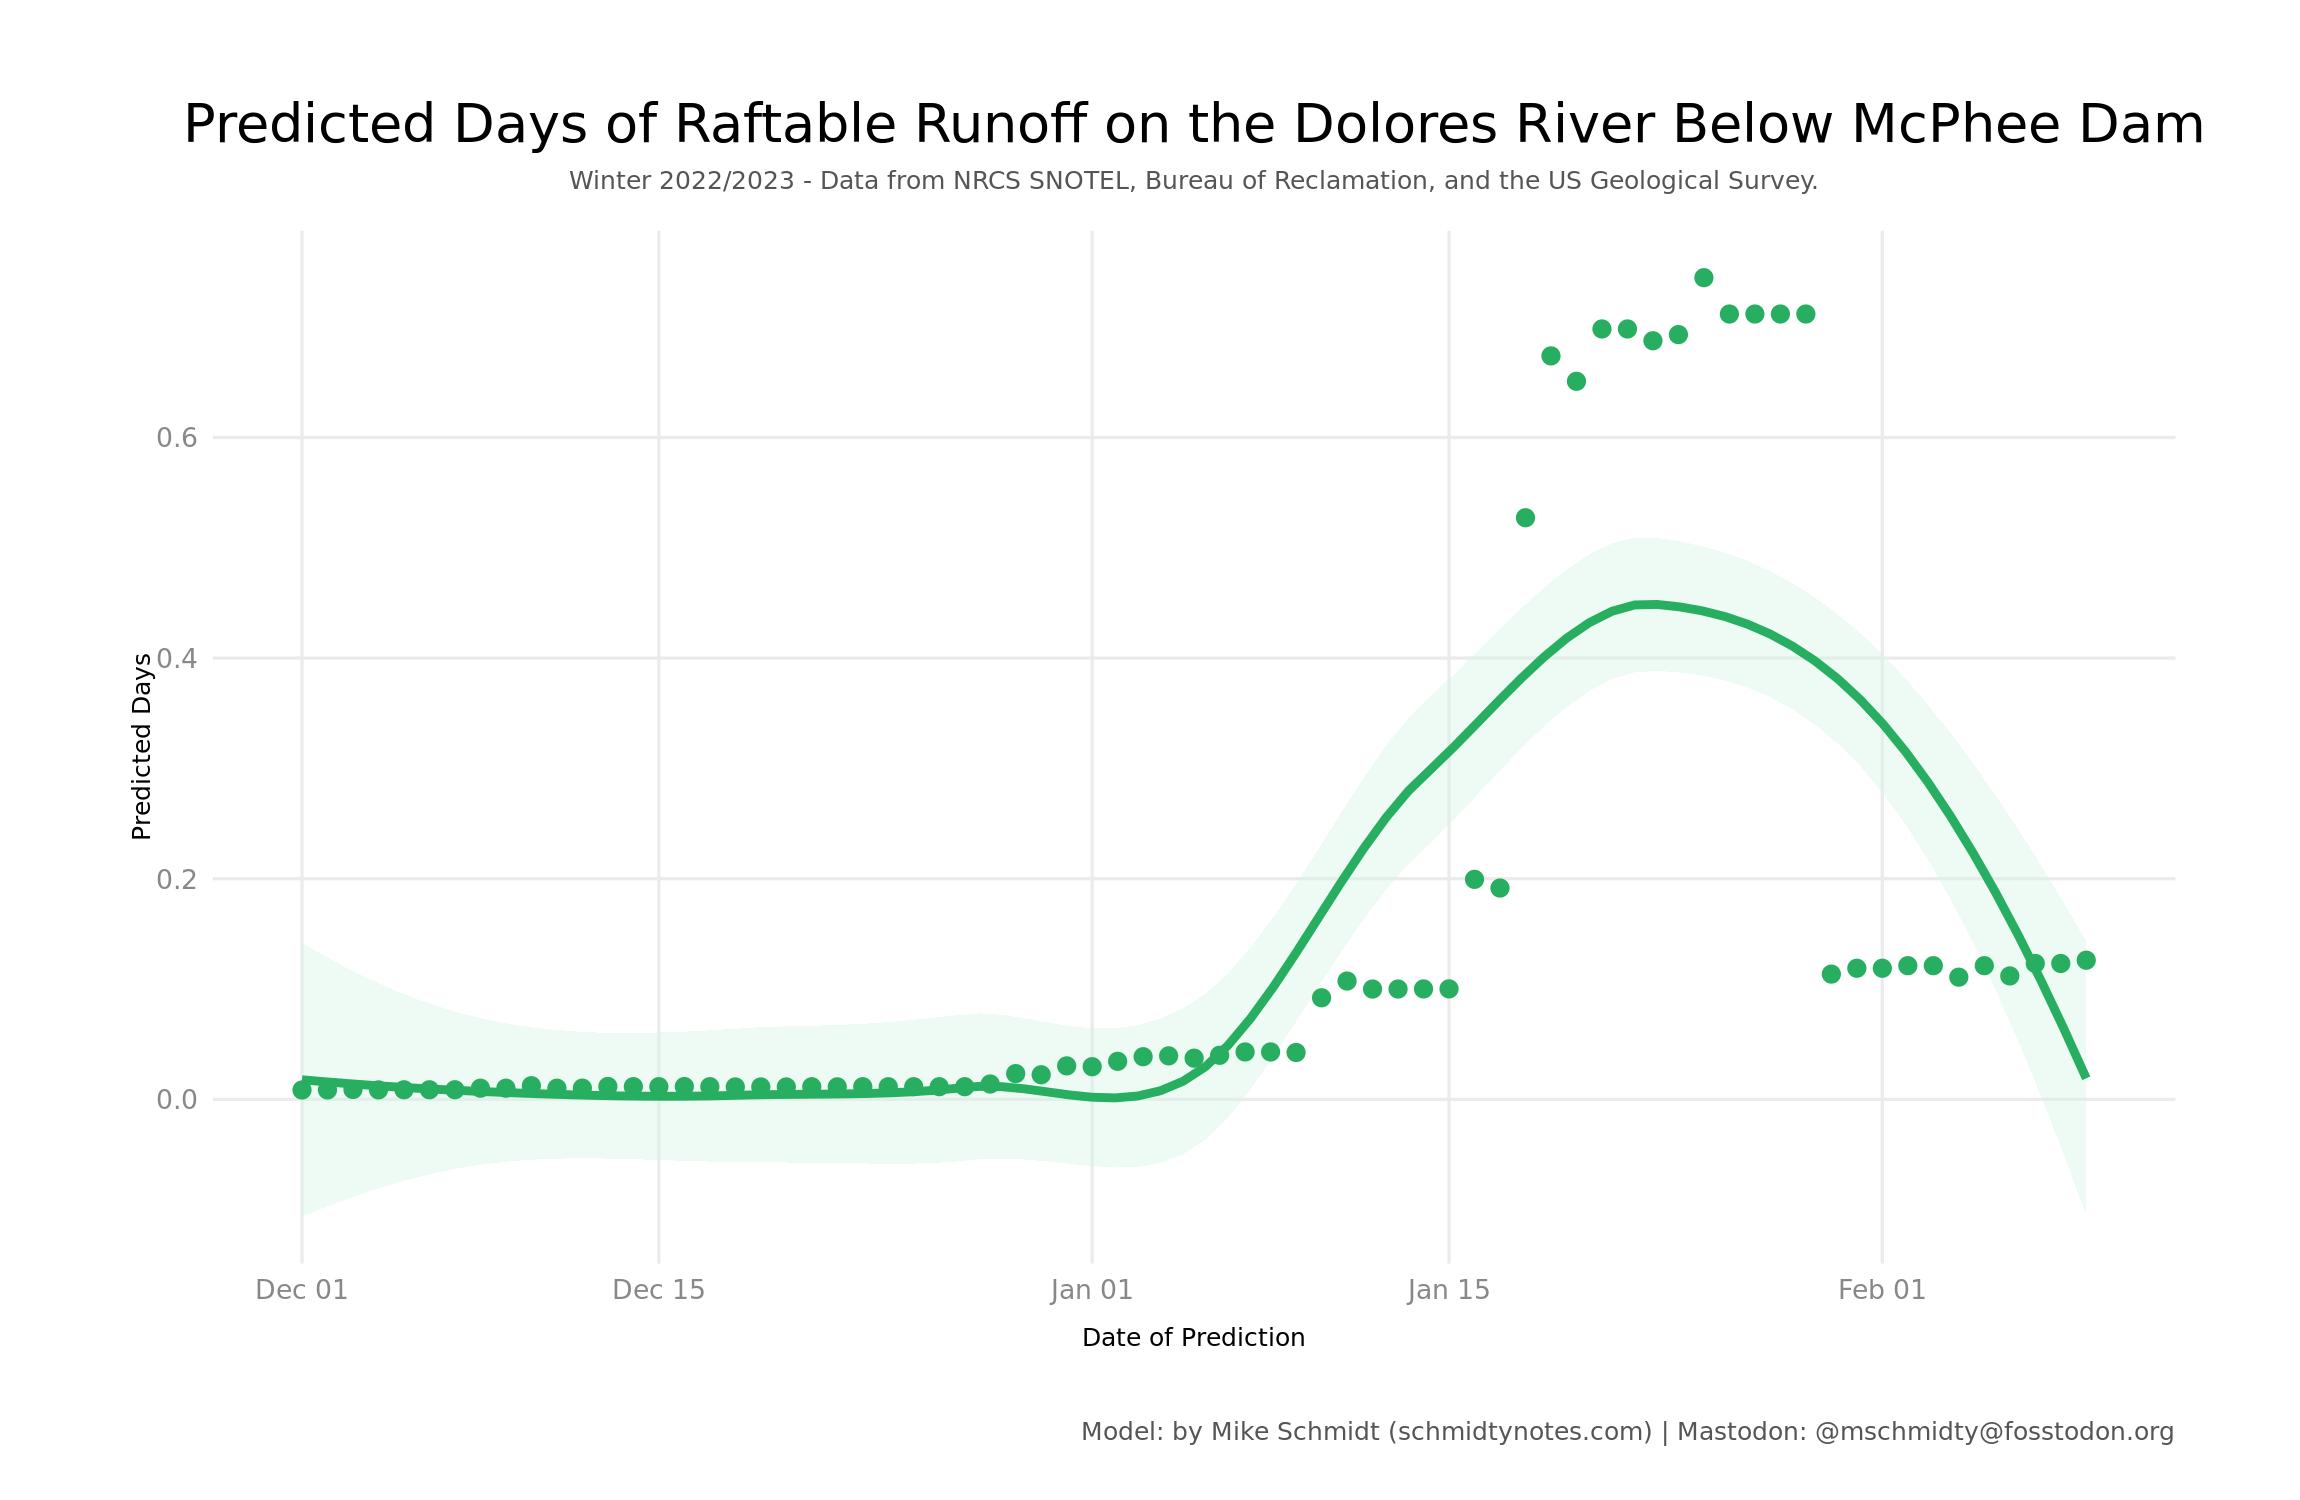 Predicted Days of Raftable Runoff on the Dolores River Below McPhee Dam
Winter 2022/2023 - Data from NRCS SNOTEL, Bureau of Reclamation, and the US Geological Survey.
Predicted Days
0.6
0.4
0.2
0.0
Dec 01
Dec 15
Jan 01
Jan 15
Feb 01
Date of Prediction
Model: by Mike Schmidt (schmidtynotes.com) | Mastodon: @mschmidty@fosstodon.org